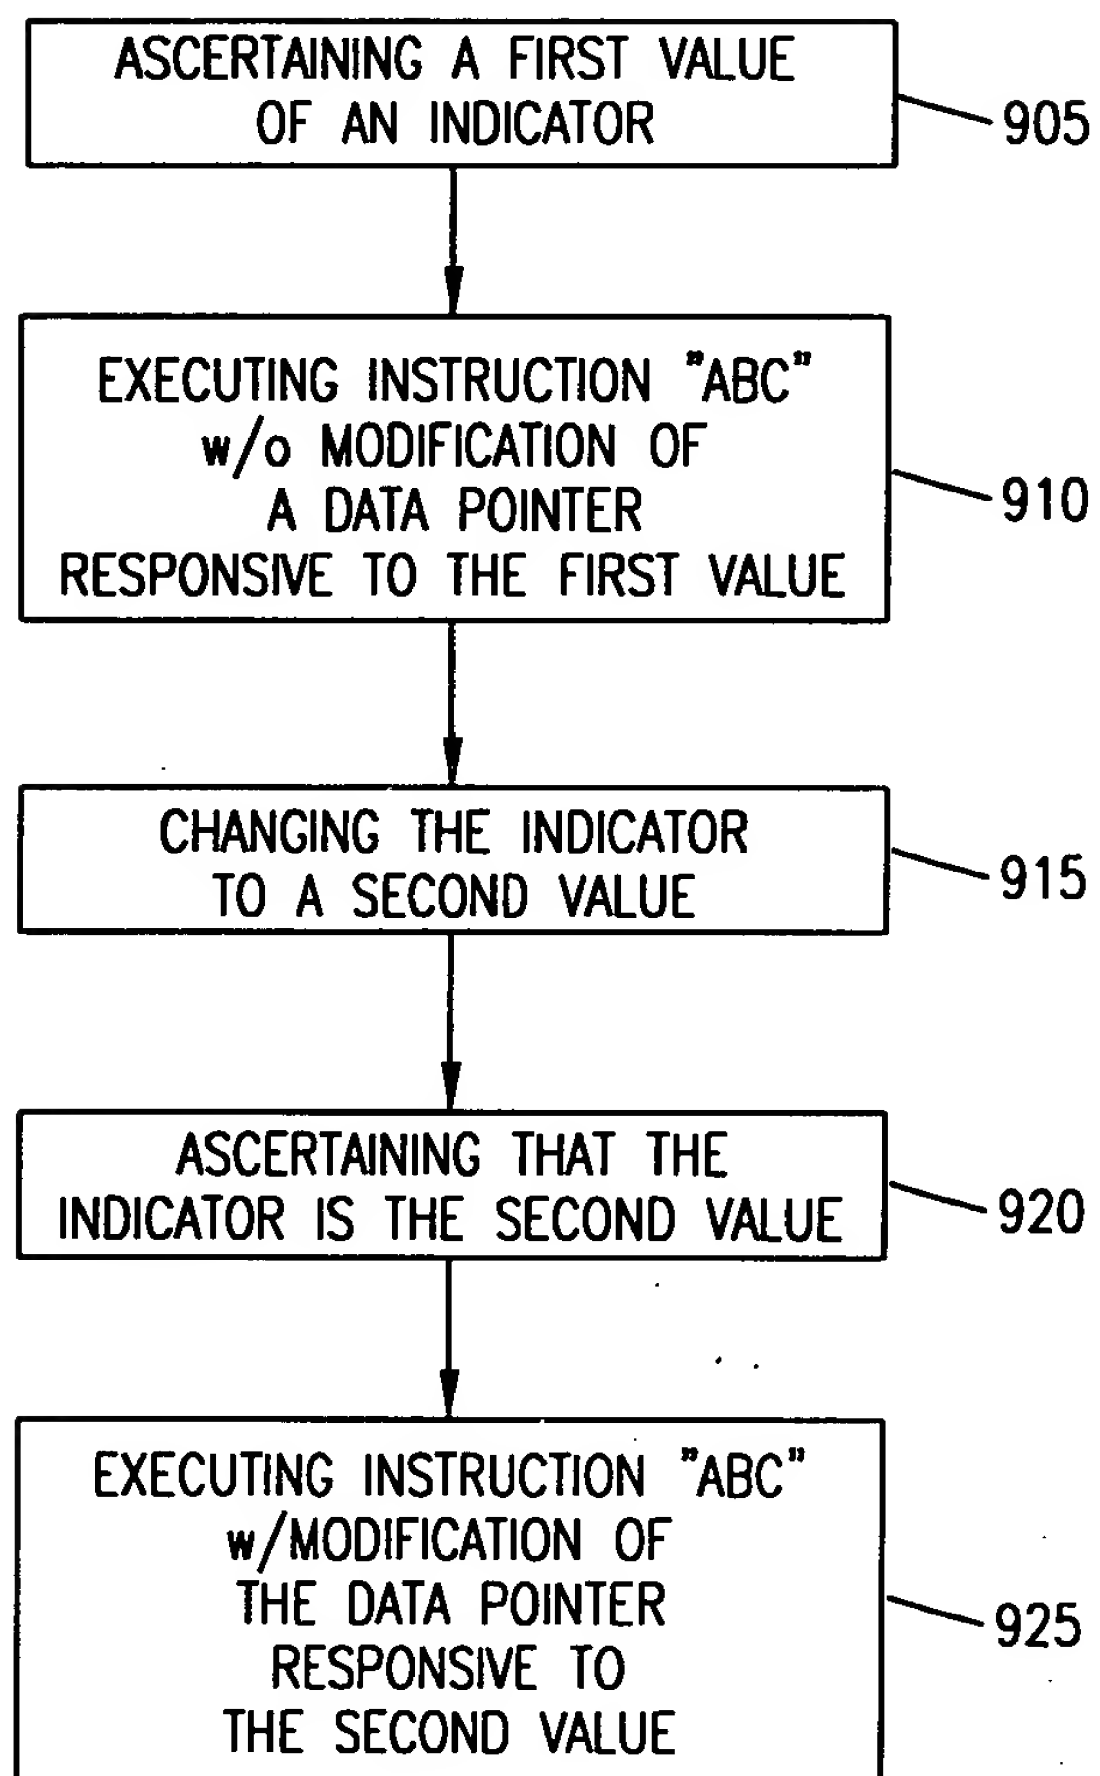 ASCERTAINING A FIRST VALUE
OF AN INDICATOR
905
EXECUTING INSTRUCTION "ABC"
w/o MODIFICATION OF
A DATA POINTER
RESPONSIVE TO THE FIRST VALUE
910
CHANGING THE INDICATOR
TO A SECOND VALUE
915
ASCERTAINING THAT THE
INDICATOR IS THE SECOND VALUE
920
EXECUTING INSTRUCTION "ABC"
w/MODIFICATION OF
THE DATA POINTER
RESPONSIVE TO
THE SECOND VALUE
925